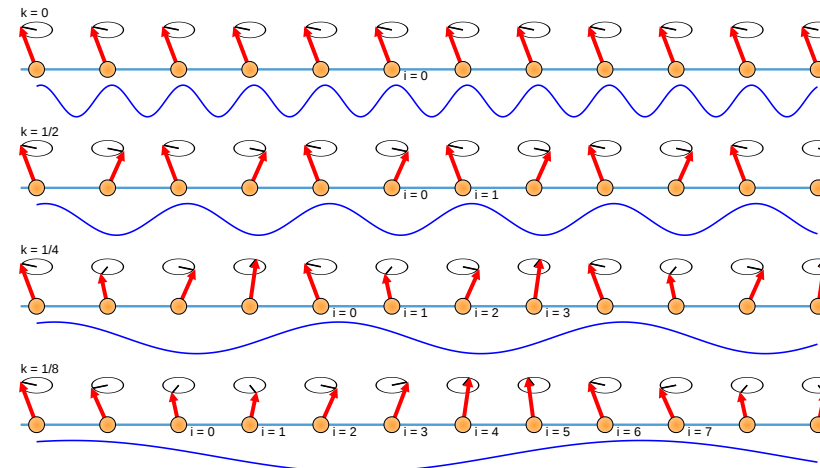 k = 0
i = 0
k = 1/2
i = 0 i = 1
k = 1/4
i = 0 i = 1 i = 2 i = 3
k = 1/8
i = 0 i = 1 i = 2 i = 3 i = 4 i = 5 i = 6 i = 7